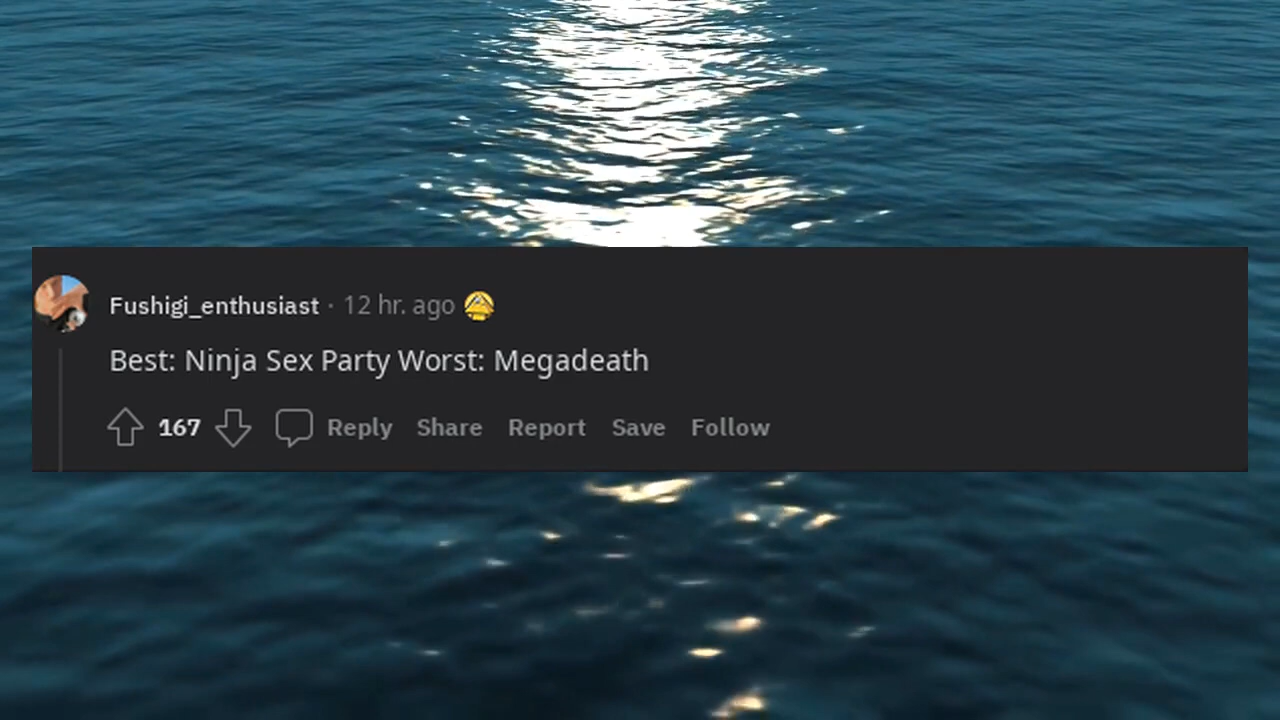 Fushigi_enthusiast · 12 hr. ago
Best: Ninja Sex Party Worst: Megadeath
167 Reply Share Report Save Follow